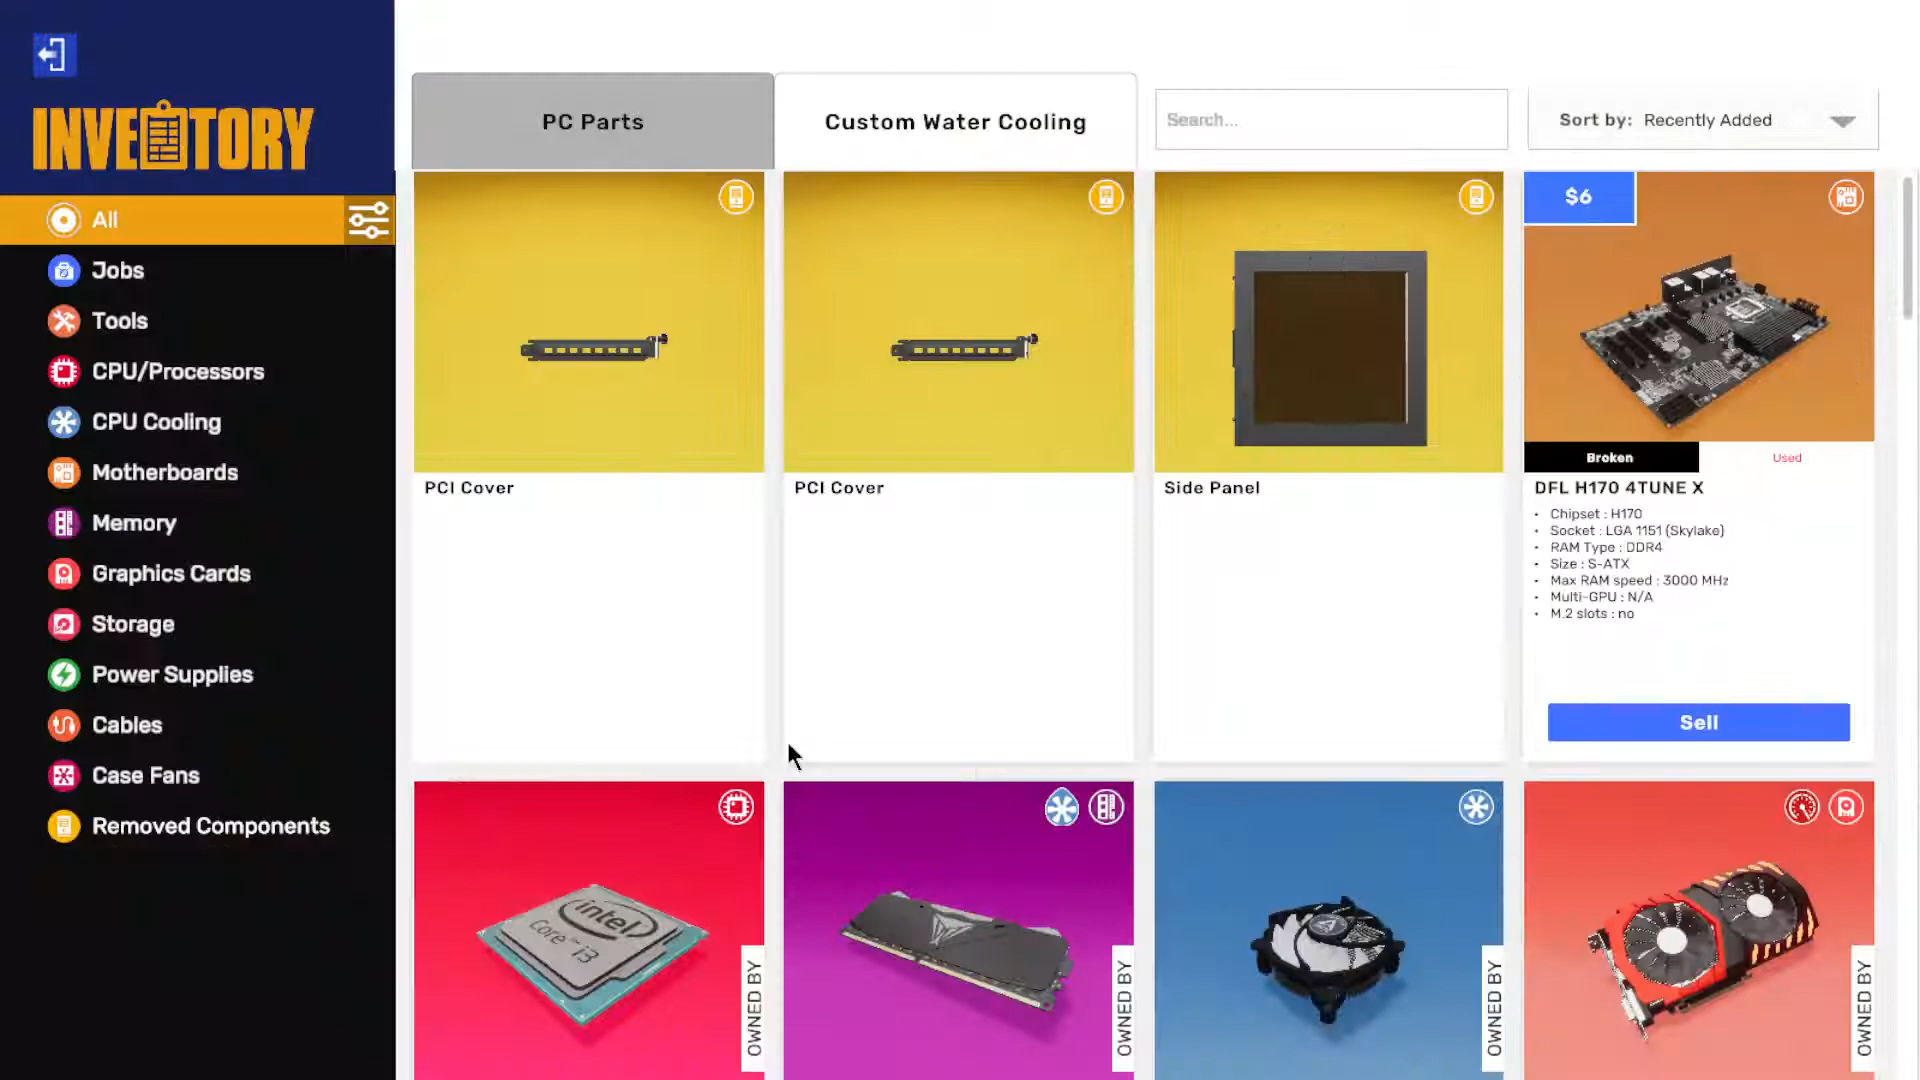 INVENTORY
All
Jobs
Tools
CPU/Processors
CPU Cooling
Motherboards
Memory
Graphics Cards
Storage
Power Supplies
Cables
Case Fans
Removed Components
PC Parts
Custom Water Cooling
Search...
Sort by: Recently Added
PCI Cover
PCI Cover
Side Panel
$6
Broken
Used
DFL H170 4TUNE X
• Chipset : H170
• Socket : LGA 1151 (Skylake)
• RAM Type : DDR4
• Size : S-ATX
• Max RAM speed : 3000 MHz
• Multi-GPU : N/A
• M.2 slots : no
Sell
intel
CORE™ i3
OWNED BY
OWNED BY
OWNED BY
OWNED BY